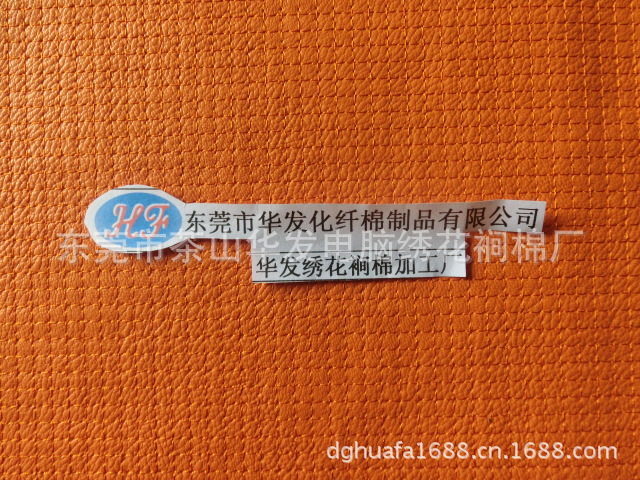 HF 东莞市华发化纤棉制品有限公司
东莞市茶山华发电脑绣花裥棉厂
华发绣花裥棉加工厂
dghuafa1688.cn.1688.com